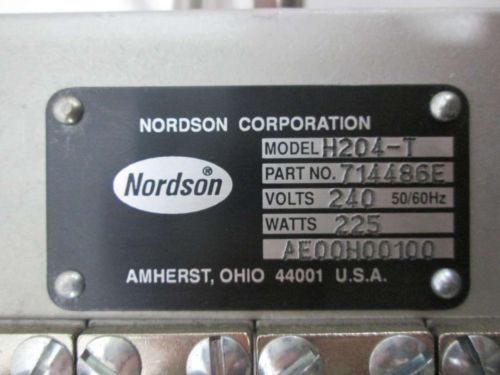 NORDSON CORPORATION
Nordson®
MODEL H204-T
PART NO. 714486E
VOLTS 240 50/60Hz
WATTS 225
AE00H00100
AMHERST, OHIO 44001 U.S.A.